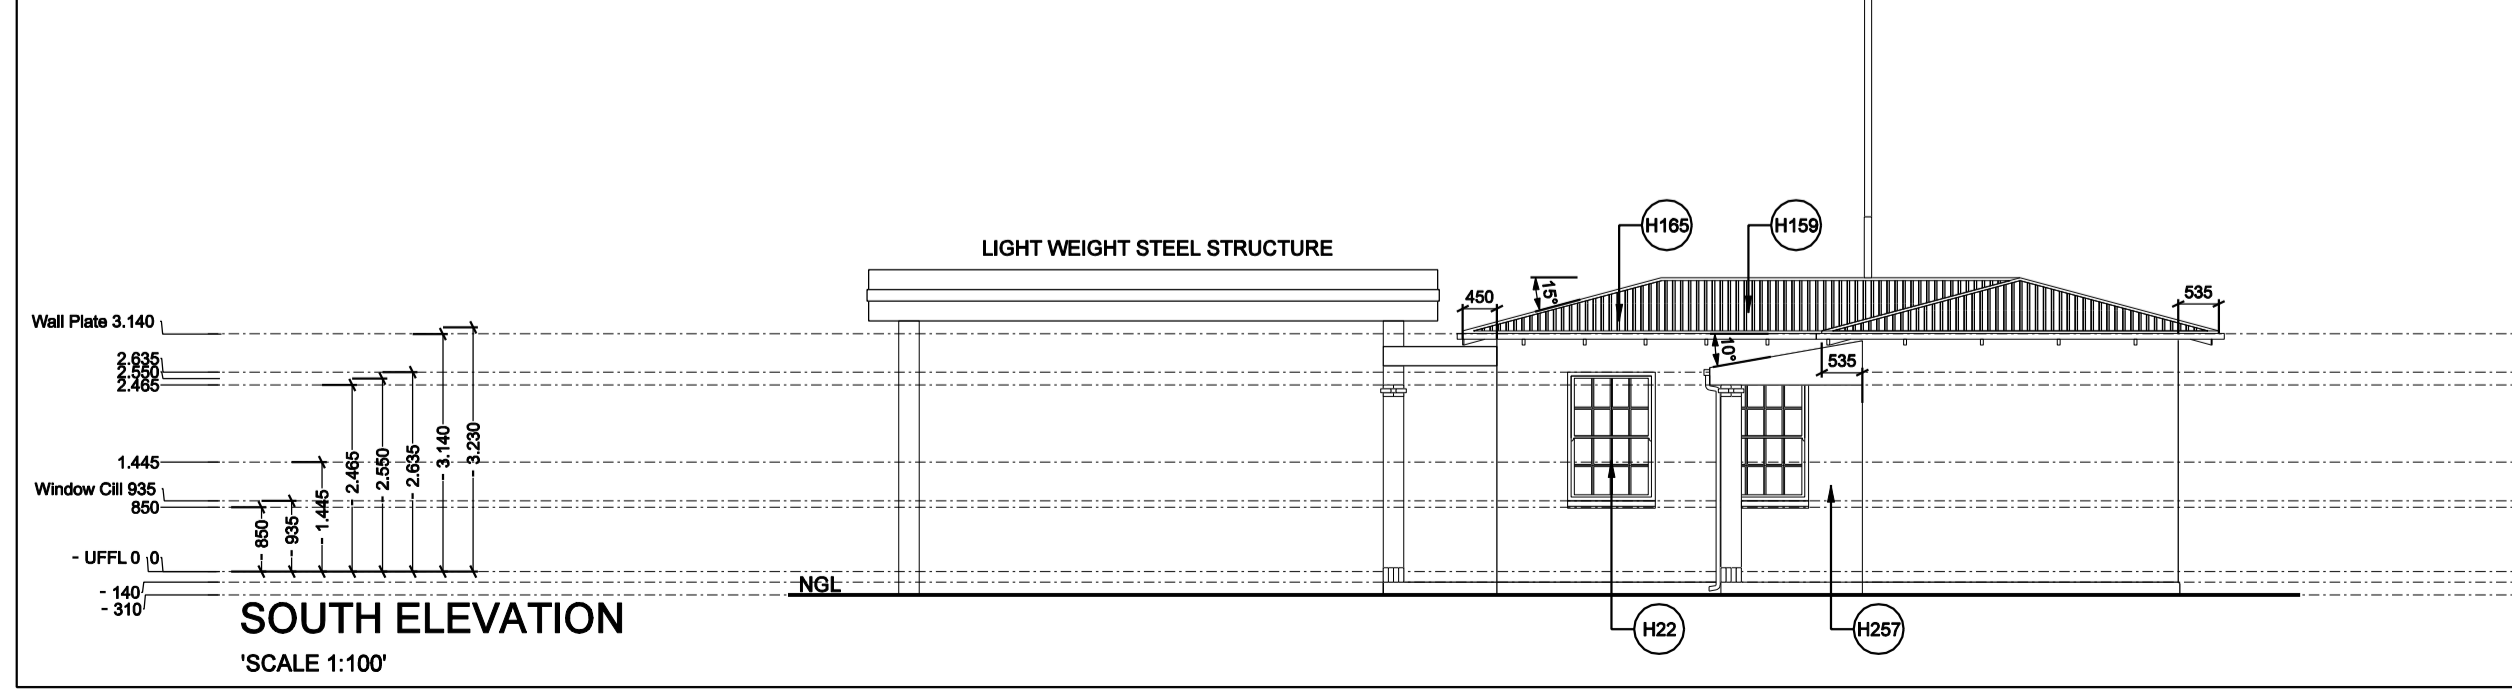 H165
H159
LIGHT WEIGHT STEEL STRUCTURE
15°
450
535
Wall Plate 3.140
2.635
2.550
2.465
10°
535
3.140
3.230
2.465
2.550
2.635
1.445
Window Cill 935
850
850
935
1.445
- UFFL 0 0
- 140
- 310
NGL
SOUTH ELEVATION
'SCALE 1:100'
H22
H257